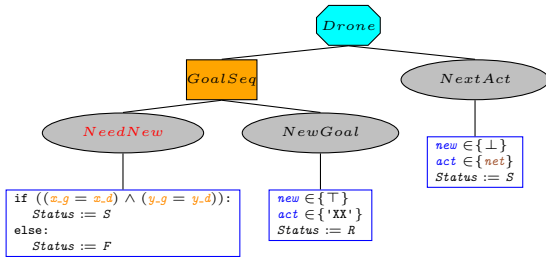 Drone
GoalSeq
NextAct
NeedNew
NewGoal
if ((x_g = x_d) ∧ (y_g = y_d)):
Status := S
else:
Status := F
new ∈{⊤}
act ∈{'XX'}
Status := R
new ∈{⊥}
act ∈{net}
Status := S